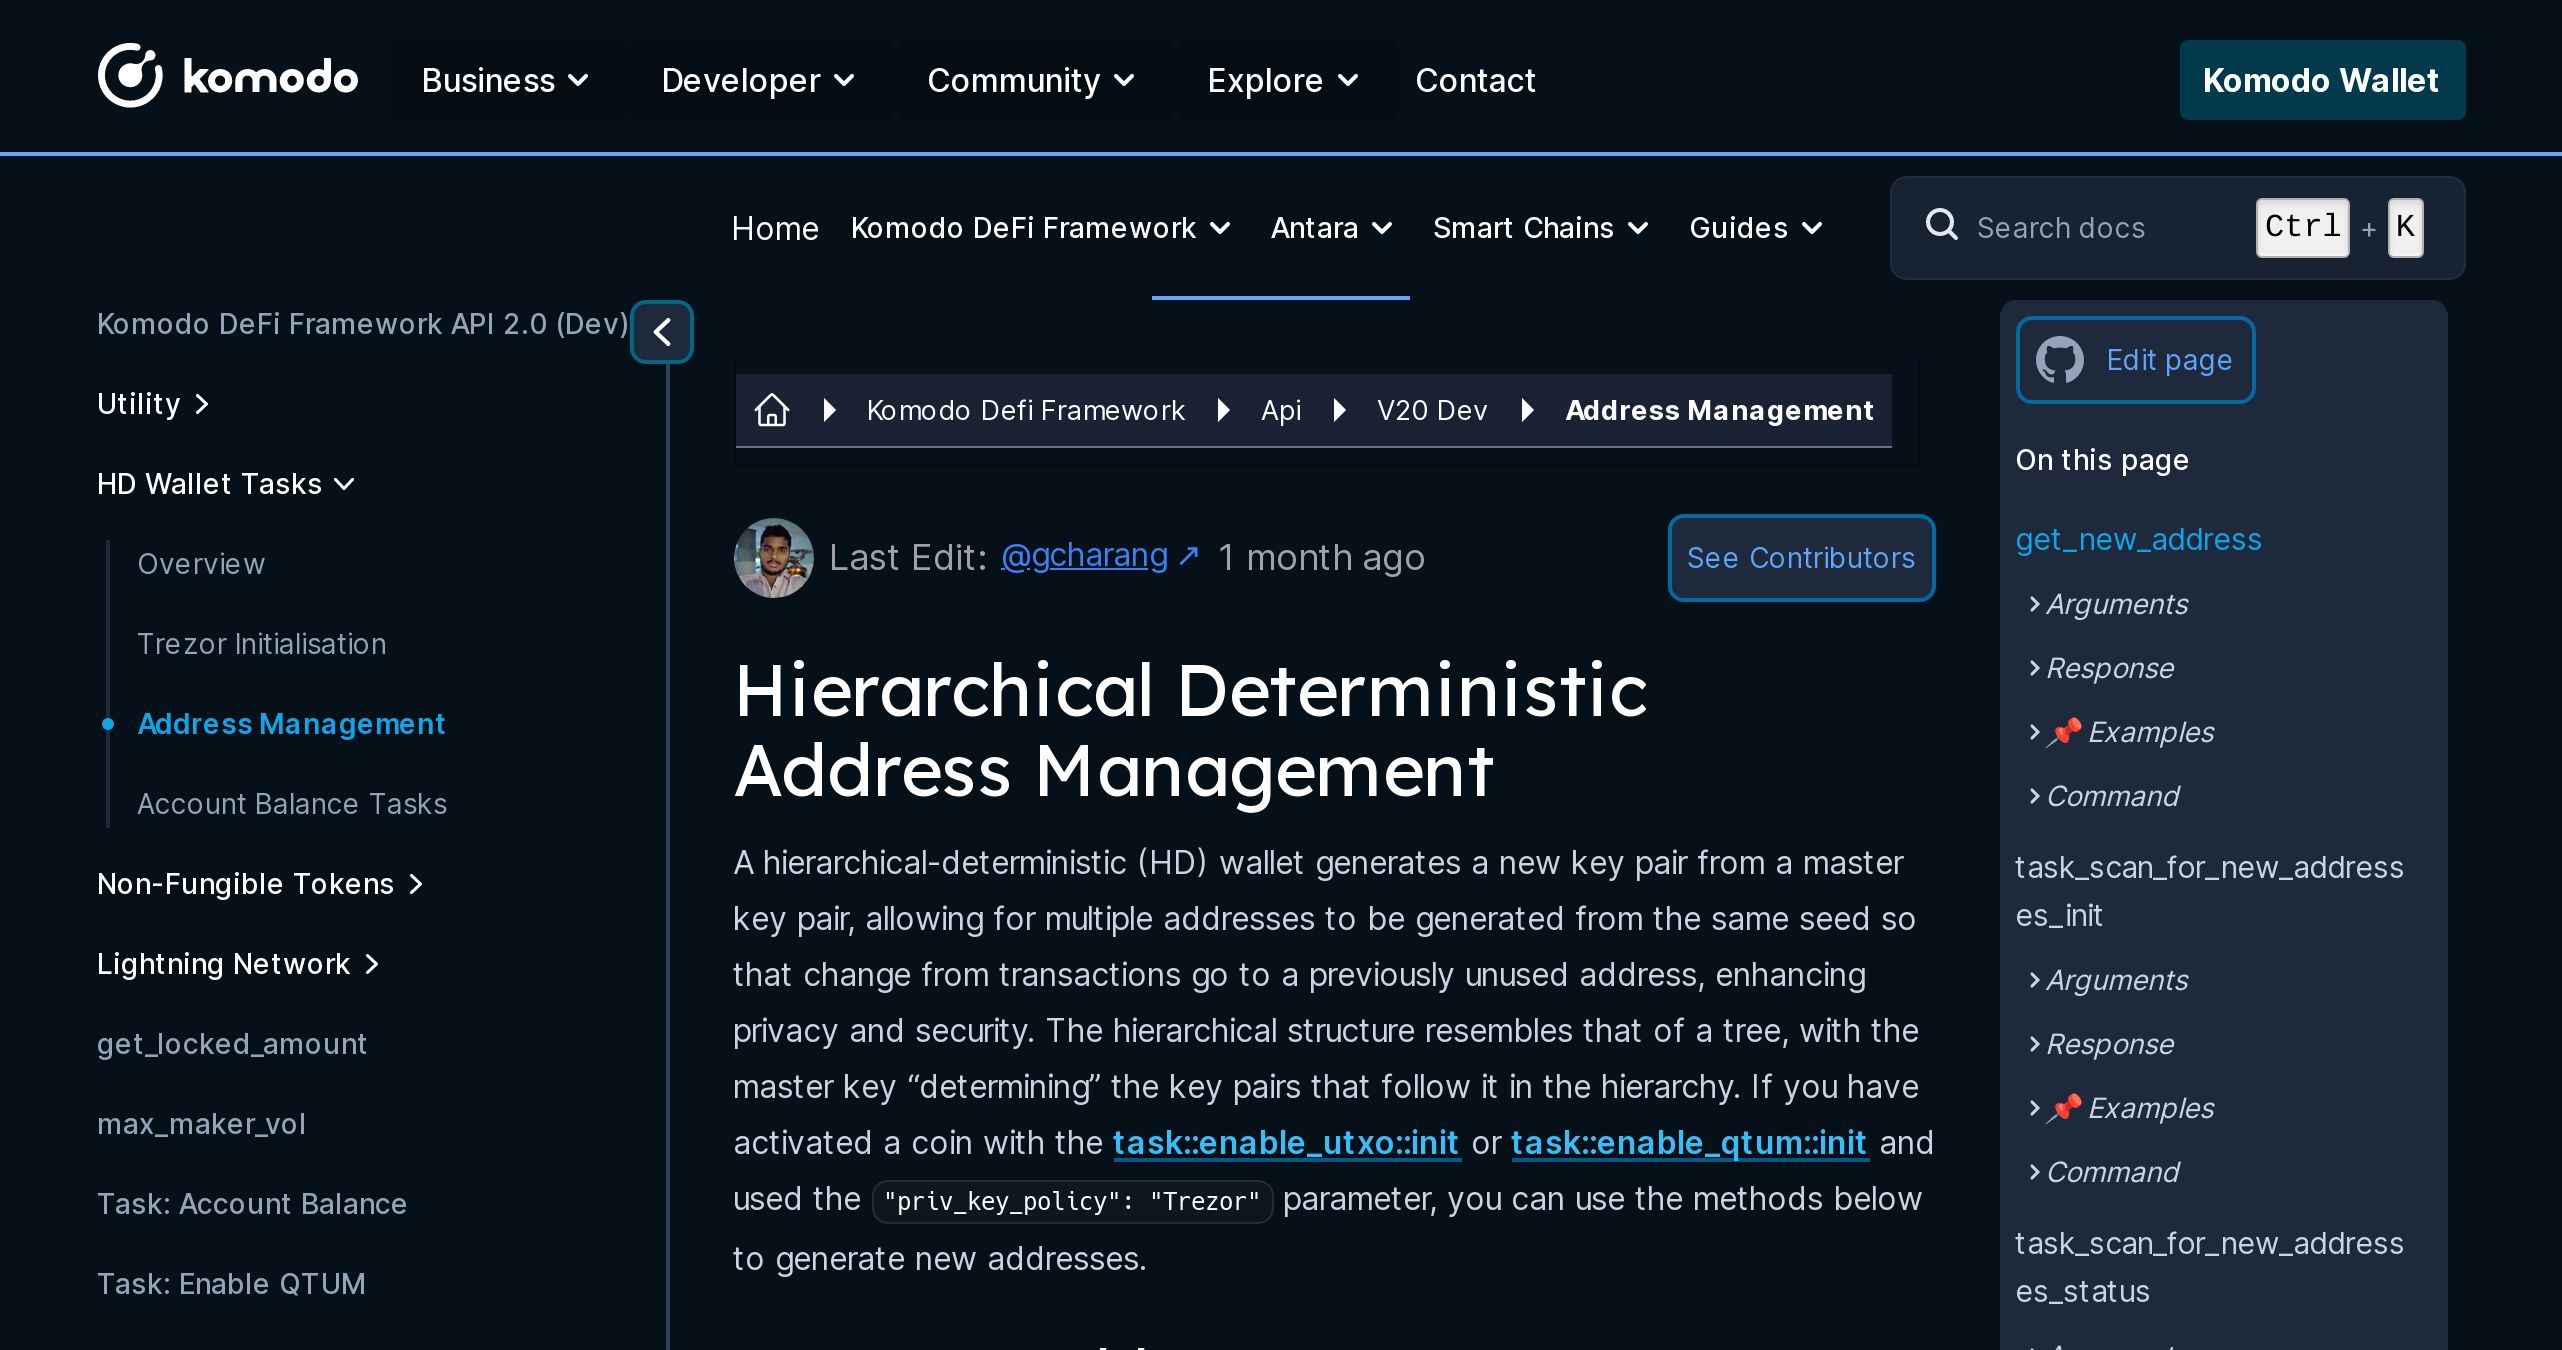 komodo
Business
Developer
Community
Explore
Contact
Komodo Wallet
Home
Komodo DeFi Framework
Antara
Smart Chains
Guides
Search docs
Ctrl + K
Komodo DeFi Framework API 2.0 (Dev)
Utility
HD Wallet Tasks
Overview
Trezor Initialisation
Address Management
Account Balance Tasks
Non-Fungible Tokens
Lightning Network
get_locked_amount
max_maker_vol
Task: Account Balance
Task: Enable QTUM
Komodo Defi Framework
Api
V20 Dev
Address Management
Last Edit: @gcharang ↗ 1 month ago
See Contributors
Hierarchical Deterministic
Address Management
A hierarchical-deterministic (HD) wallet generates a new key pair from a master
key pair, allowing for multiple addresses to be generated from the same seed so
that change from transactions go to a previously unused address, enhancing
privacy and security. The hierarchical structure resembles that of a tree, with the
master key “determining” the key pairs that follow it in the hierarchy. If you have
activated a coin with the task::enable_utxo::init or task::enable_qtum::init and
used the "priv_key_policy": "Trezor" parameter, you can use the methods below
to generate new addresses.
Edit page
On this page
get_new_address
Arguments
Response
📌 Examples
Command
task_scan_for_new_address
es_init
Arguments
Response
📌 Examples
Command
task_scan_for_new_address
es_status